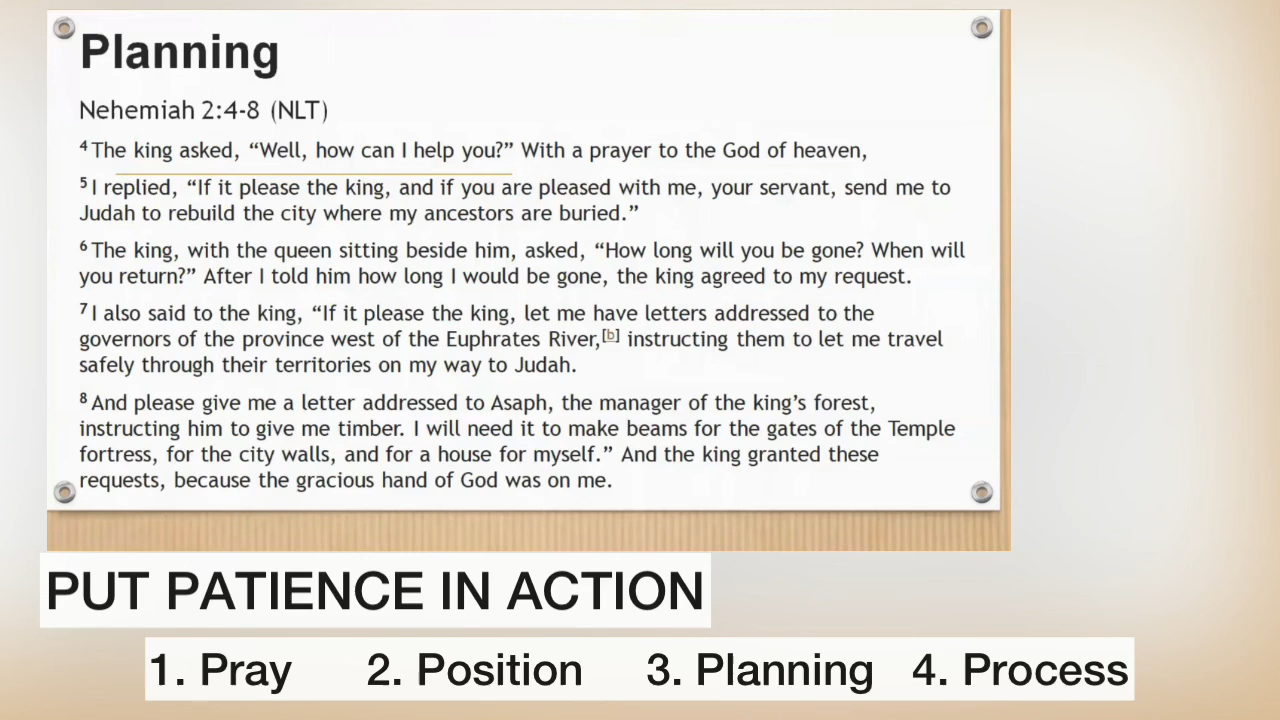 Planning
Nehemiah 2:4-8 (NLT)
4 The king asked, “Well, how can I help you?” With a prayer to the God of heaven,
5 I replied, “If it please the king, and if you are pleased with me, your servant, send me to
Judah to rebuild the city where my ancestors are buried.”
6 The king, with the queen sitting beside him, asked, “How long will you be gone? When will
you return?” After I told him how long I would be gone, the king agreed to my request.
7 I also said to the king, “If it please the king, let me have letters addressed to the
governors of the province west of the Euphrates River,[b] instructing them to let me travel
safely through their territories on my way to Judah.
8 And please give me a letter addressed to Asaph, the manager of the king’s forest,
instructing him to give me timber. I will need it to make beams for the gates of the Temple
fortress, for the city walls, and for a house for myself.” And the king granted these
requests, because the gracious hand of God was on me.
PUT PATIENCE IN ACTION
1. Pray 2. Position 3. Planning 4. Process